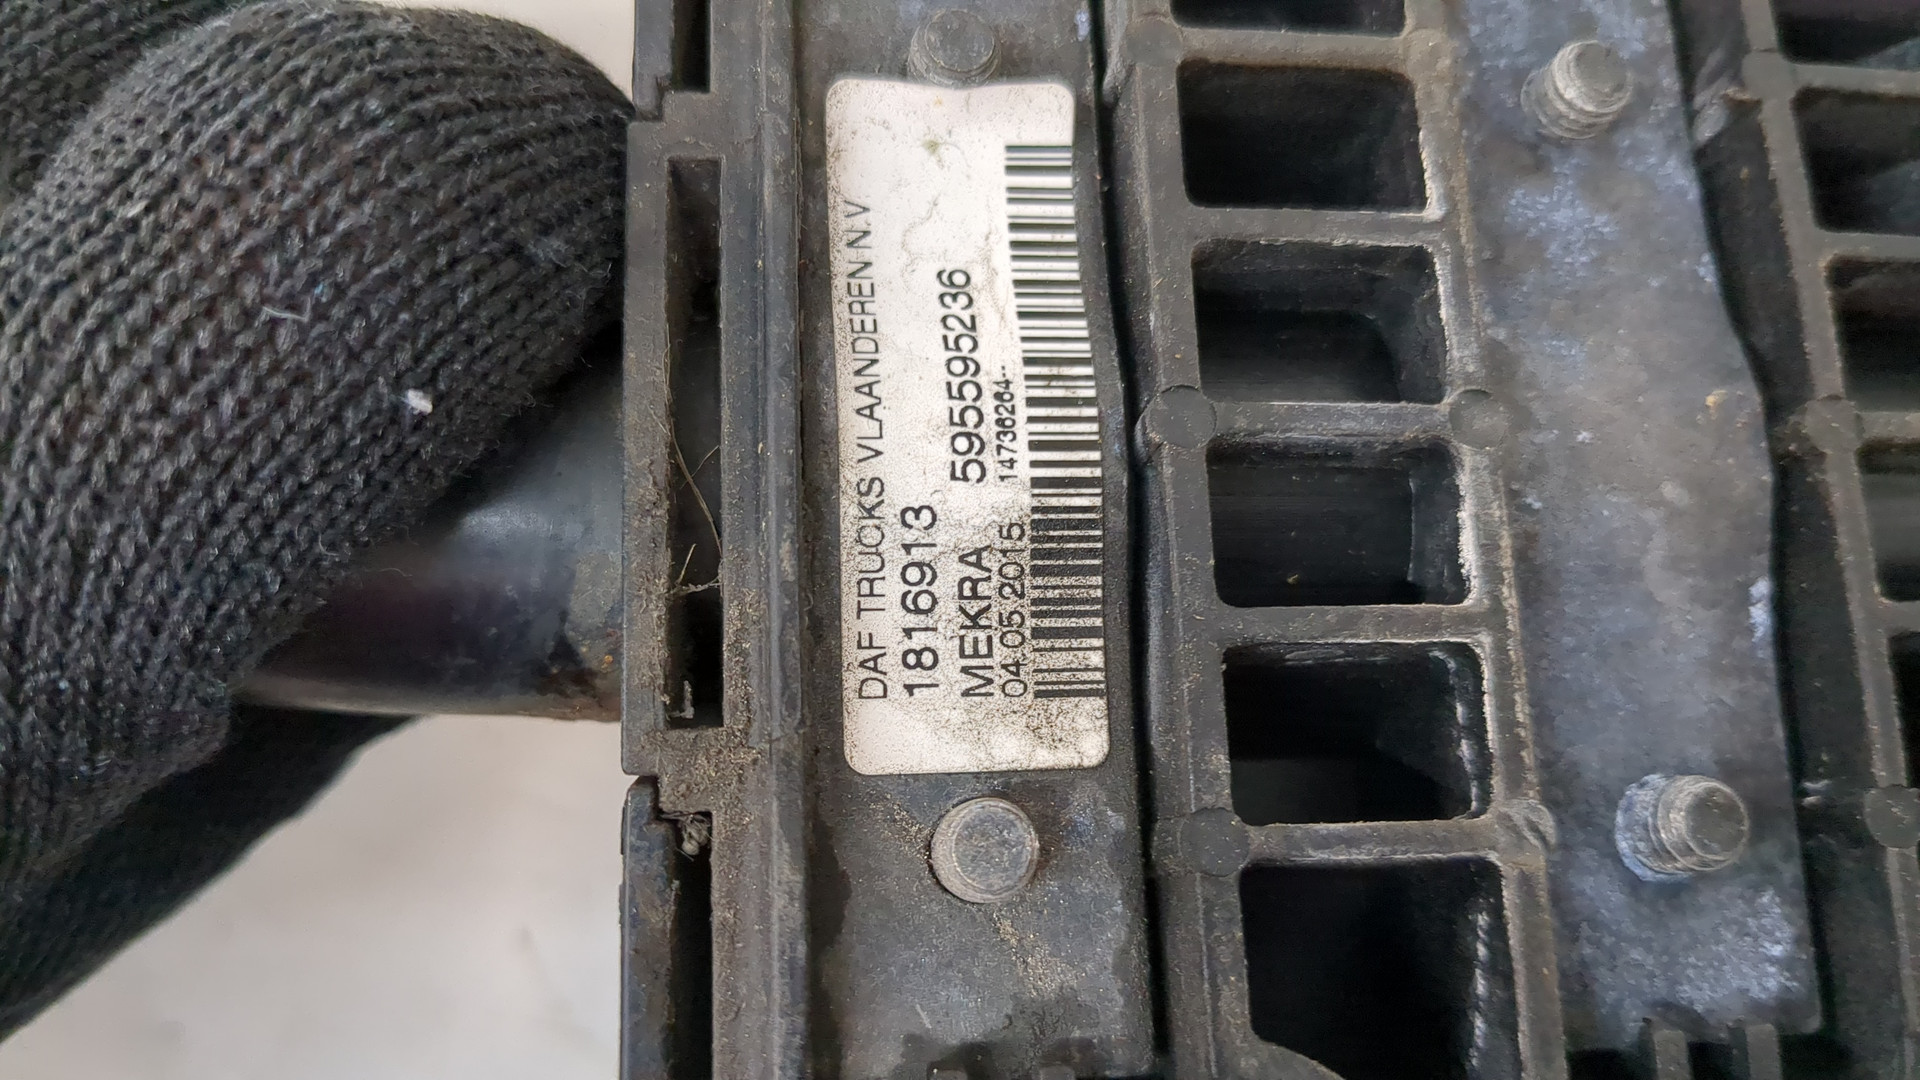 DAF TRUCKS VLAANDEREN N.V
1816913
MEKRA 595595236
04.05.2015 14736264--